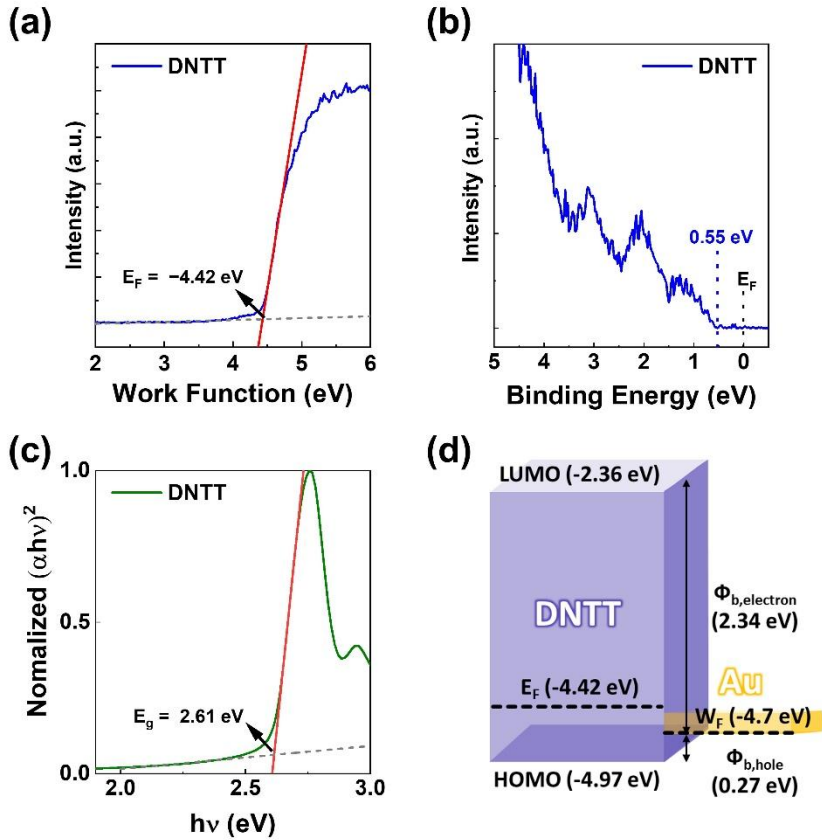 (a)
DNTT
Intensity (a.u.)
E_F = −4.42 eV
2 3 4 5 6
Work Function (eV)
(b)
DNTT
Intensity (a.u.)
0.55 eV
E_F
5 4 3 2 1 0
Binding Energy (eV)
(c)
DNTT
Nomalized (αhν)²
1.0
0.5
0.0
E_g = 2.61 eV
2.0 2.5 3.0
hν (eV)
(d)
LUMO (-2.36 eV)
DNTT
Φ_b,electron
(2.34 eV)
E_F (-4.42 eV)
Au
W_F (-4.7 eV)
HOMO (-4.97 eV)
Φ_b,hole
(0.27 eV)